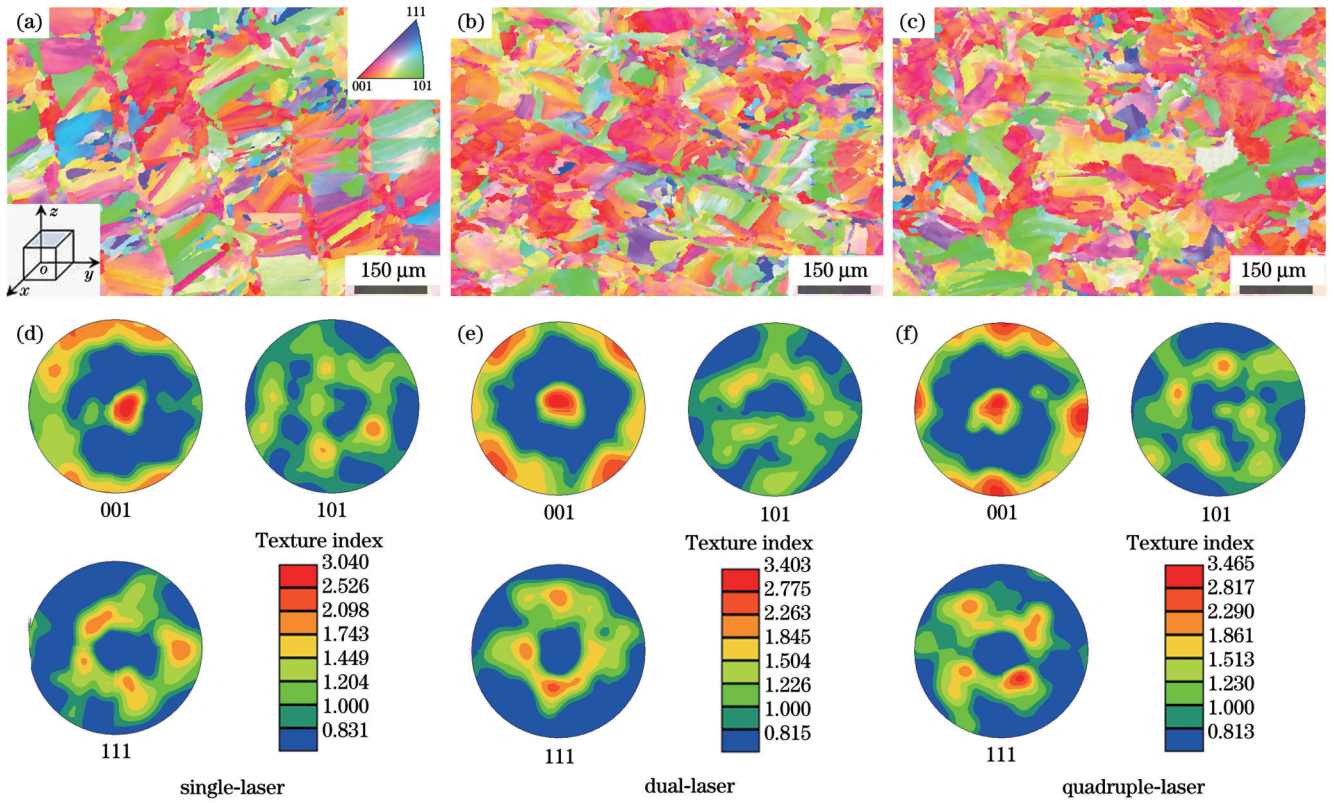 (a)
111
001
101
z
o
y
x
150 μm
(b)
150 μm
(c)
150 μm
(d)
001
101
(e)
001
101
(f)
001
101
111
Texture index
3.040
2.526
2.098
1.743
1.449
1.204
1.000
0.831
111
Texture index
3.403
2.775
2.263
1.845
1.504
1.226
1.000
0.815
111
Texture index
3.465
2.817
2.290
1.861
1.513
1.230
1.000
0.813
single-laser
dual-laser
quadruple-laser